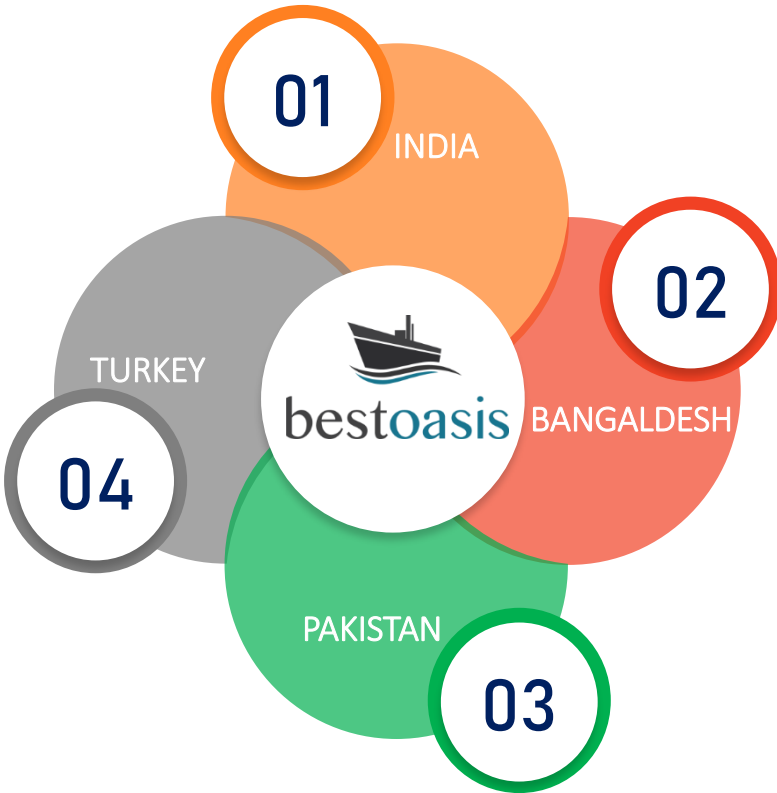 01
INDIA
02
TURKEY
bestoasis
BANGALDESH
04
PAKISTAN
03